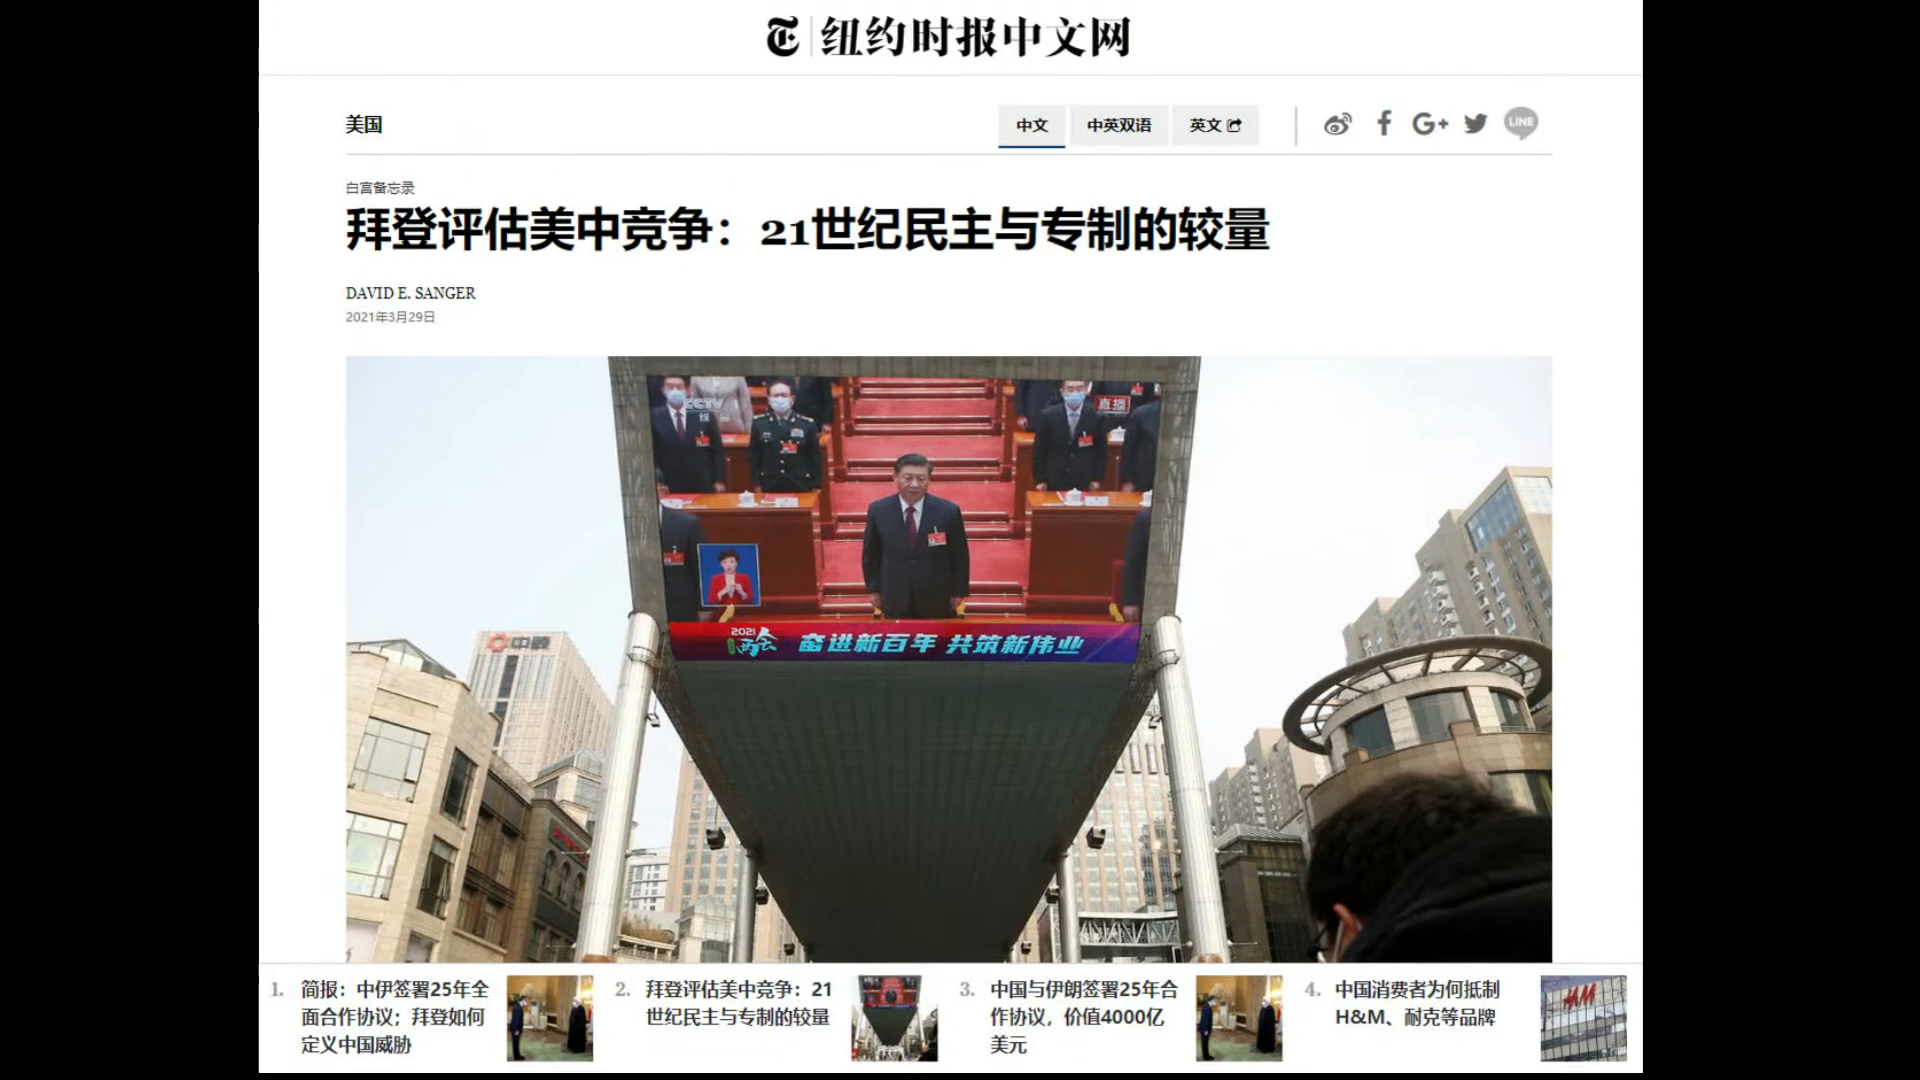 纽约时报中文网
美国
中文 中英双语 英文
LINE
白宫备忘录
拜登评估美中竞争：21世纪民主与专制的较量
DAVID E. SANGER
2021年3月29日
CCTV
综合
直播
中融
2021
两会 奋进新百年 共筑新伟业
1. 简报：中伊签署25年全
面合作协议；拜登如何
定义中国威胁
2. 拜登评估美中竞争：21
世纪民主与专制的较量
3. 中国与伊朗签署25年合
作协议，价值4000亿
美元
4. 中国消费者为何抵制
H&M、耐克等品牌
HM